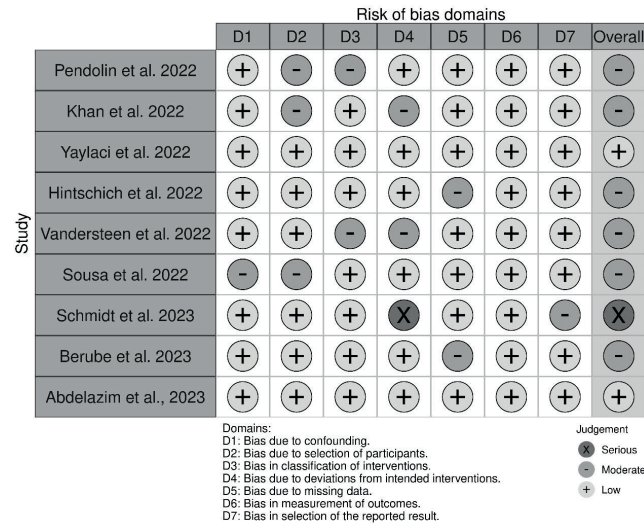 Risk of bias domains
D1 D2 D3 D4 D5 D6 D7 Overall
Study
Pendolin et al. 2022 + - - + + + + -
Khan et al. 2022 + - + - + + + -
Yaylaci et al. 2022 + + + + + + + +
Hintschich et al. 2022 + + + + - + + -
Vandersteen et al. 2022 + + - - + + + -
Sousa et al. 2022 - - + + + + + -
Schmidt et al. 2023 + + + X + + - X
Berube et al. 2023 + + + + - + + -
Abdelazim et al., 2023 + + + + + + + +
Domains:
D1: Bias due to confounding.
D2: Bias due to selection of participants.
D3: Bias in classification of interventions.
D4: Bias due to deviations from intended interventions.
D5: Bias due to missing data.
D6: Bias in measurement of outcomes.
D7: Bias in selection of the reported result.
Judgement
X Serious
- Moderate
+ Low